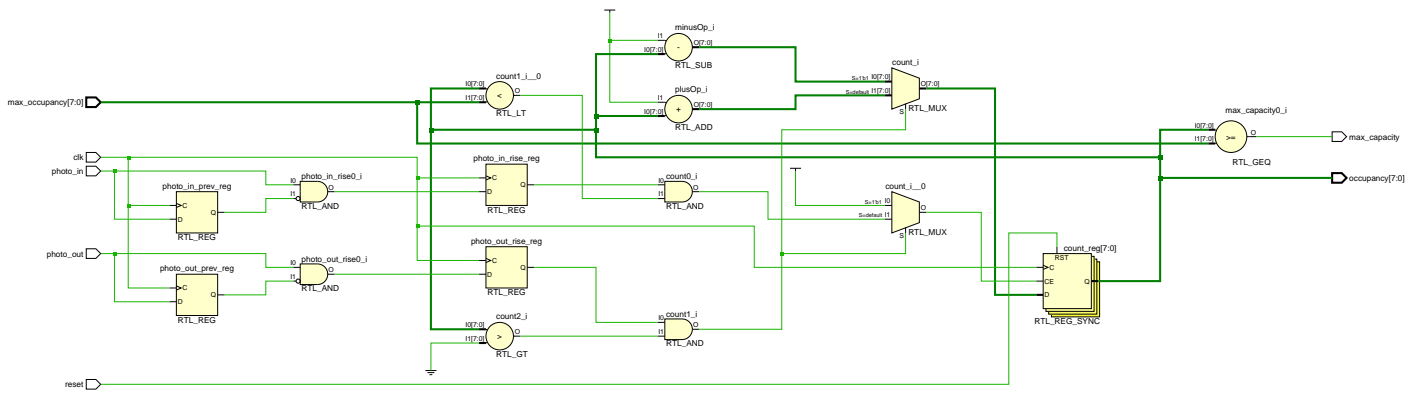 minusOp_i
I1
I0[7:0]
O[7:0]
-
RTL_SUB
count_i
S=1'b1 I0[7:0]
S=default I1[7:0]
O[7:0]
S
RTL_MUX
count1_i__0
I0[7:0]
I1[7:0]
O
<
RTL_LT
plusOp_i
I1
I0[7:0]
O[7:0]
+
RTL_ADD
max_occupancy[7:0]
max_capacity0_i
I0[7:0]
I1[7:0]
O
>=
RTL_GEQ
max_capacity
occupancy[7:0]
clk
photo_in
photo_in_prev_reg
C
D
Q
RTL_REG
photo_in_rise0_i
I0
I1
O
RTL_AND
photo_in_rise_reg
C
D
Q
RTL_REG
count0_i
I0
I1
O
RTL_AND
count_i__0
S=1'b1 I0
S=default I1
O
S
RTL_MUX
photo_out
photo_out_prev_reg
C
D
Q
RTL_REG
photo_out_rise0_i
I0
I1
O
RTL_AND
photo_out_rise_reg
C
D
Q
RTL_REG
count_reg[7:0]
RST
C
CE
D
Q
RTL_REG_SYNC
count2_i
I0[7:0]
I1[7:0]
O
>
RTL_GT
count1_i
I0
I1
O
RTL_AND
reset